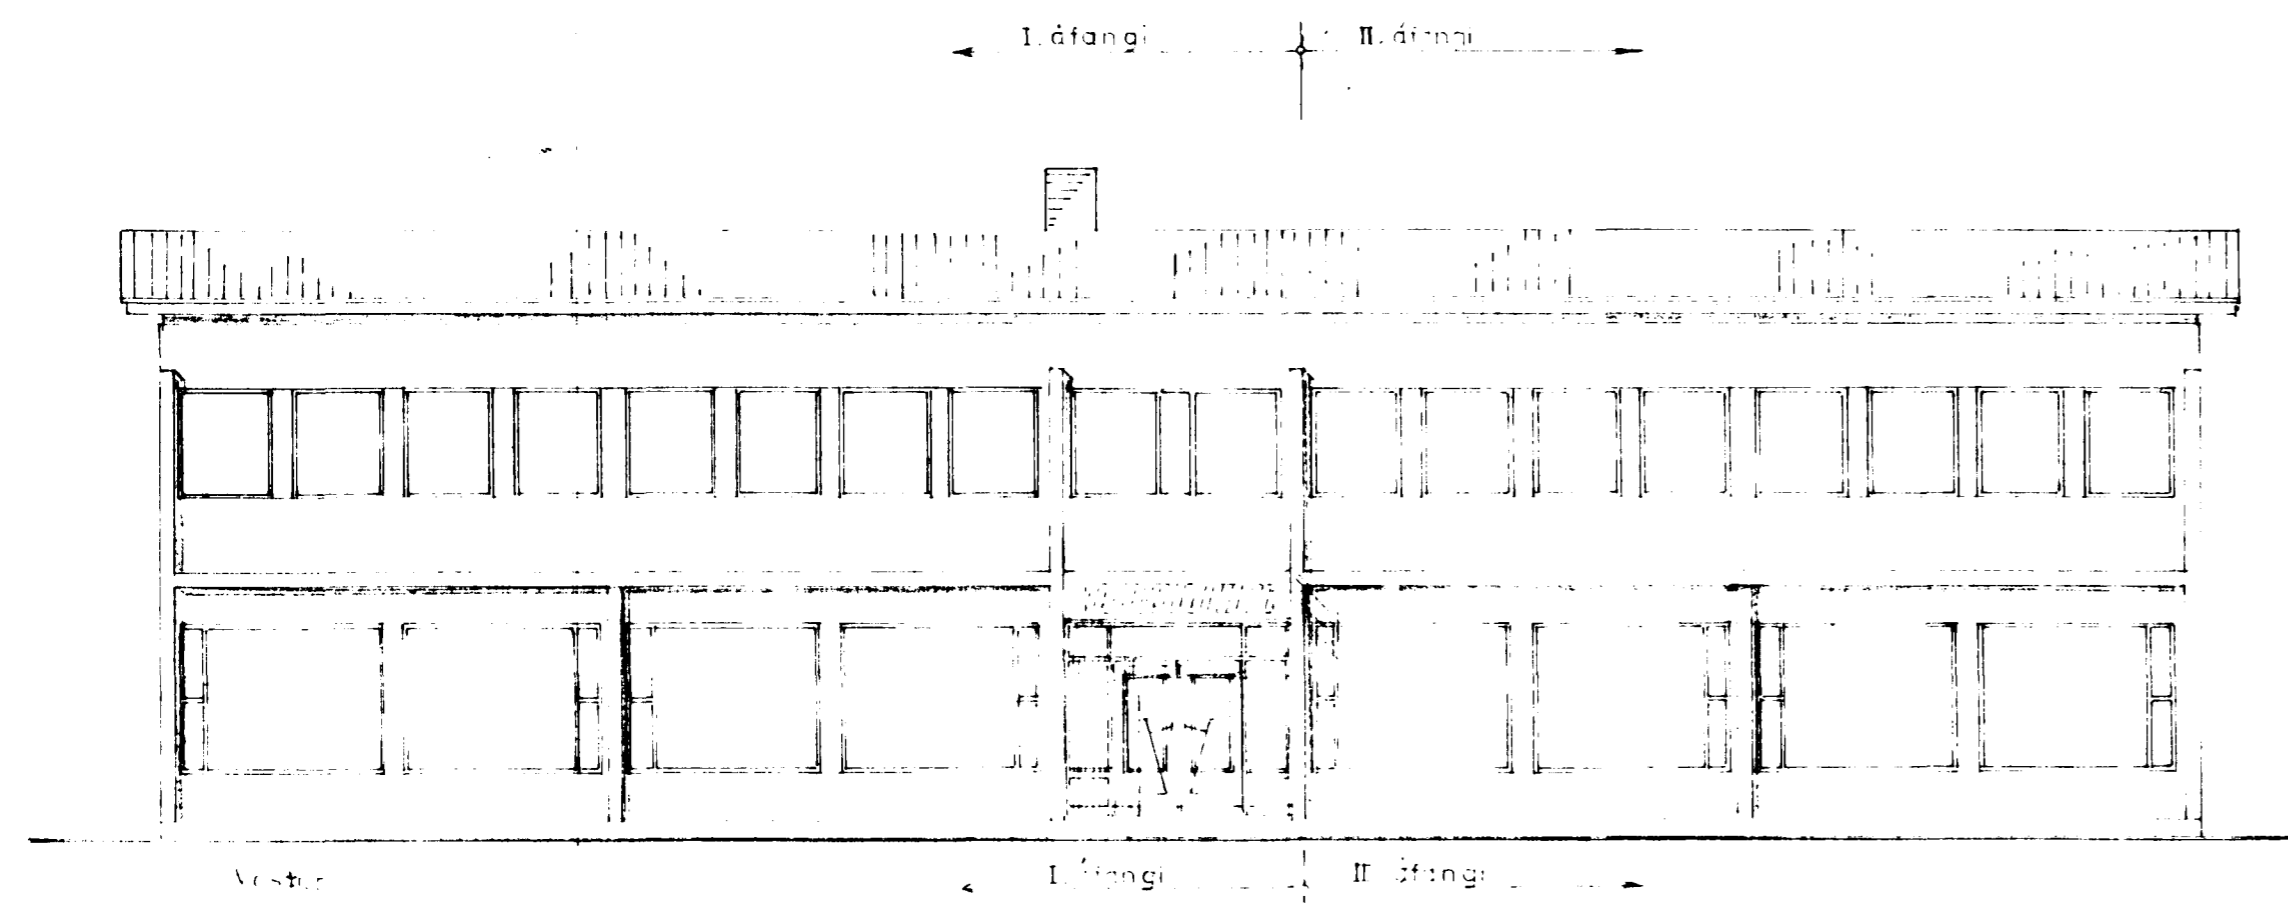 I. áfangi II. áfangi
Vestur
I. áfangi II áfangi